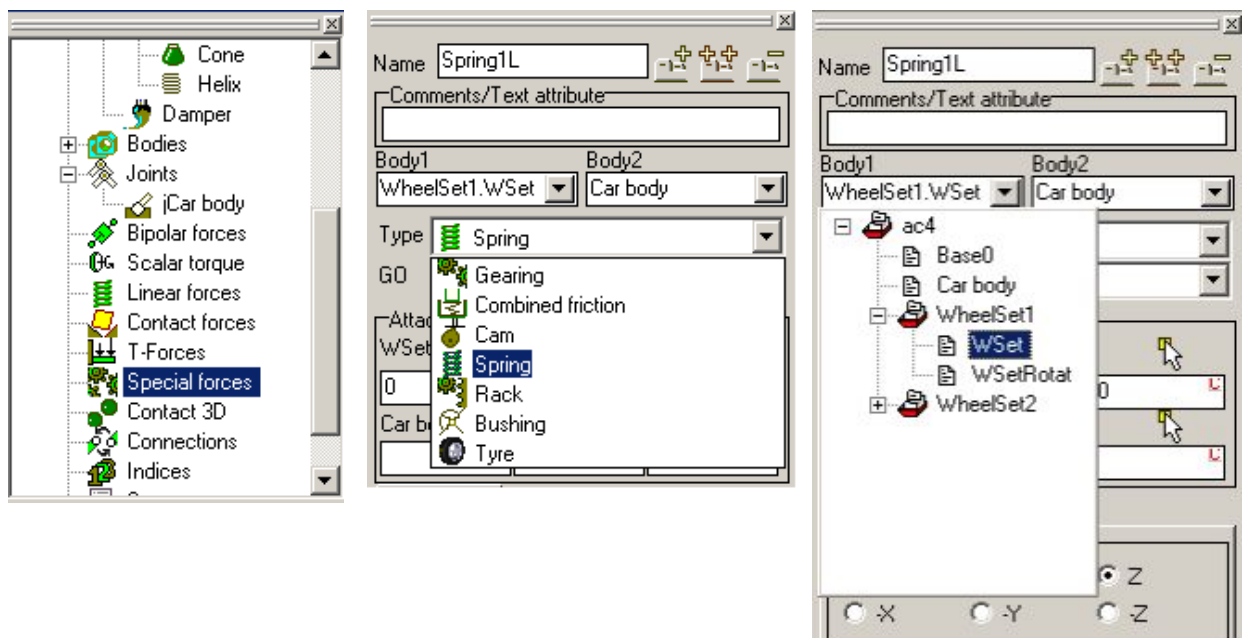 Cone
Helix
Damper
Bodies
Joints
jCar body
Bipolar forces
Scalar torque
Linear forces
Contact forces
T-Forces
Special forces
Contact 3D
Connections
Indices
Name Spring1L
Comments/Text attribute
Body1 Body2
WheelSet1.WSet Car body
Type Spring
GO
Gearing
Combined friction
Cam
Spring
Rack
Bushing
Tyre
WSet
0
Name Spring1L
Comments/Text attribute
Body1 Body2
WheelSet1.WSet Car body
ac4
Base0
Car body
WheelSet1
WSet
WSetRotat
WheelSet2
0
Z
-X -Y -Z